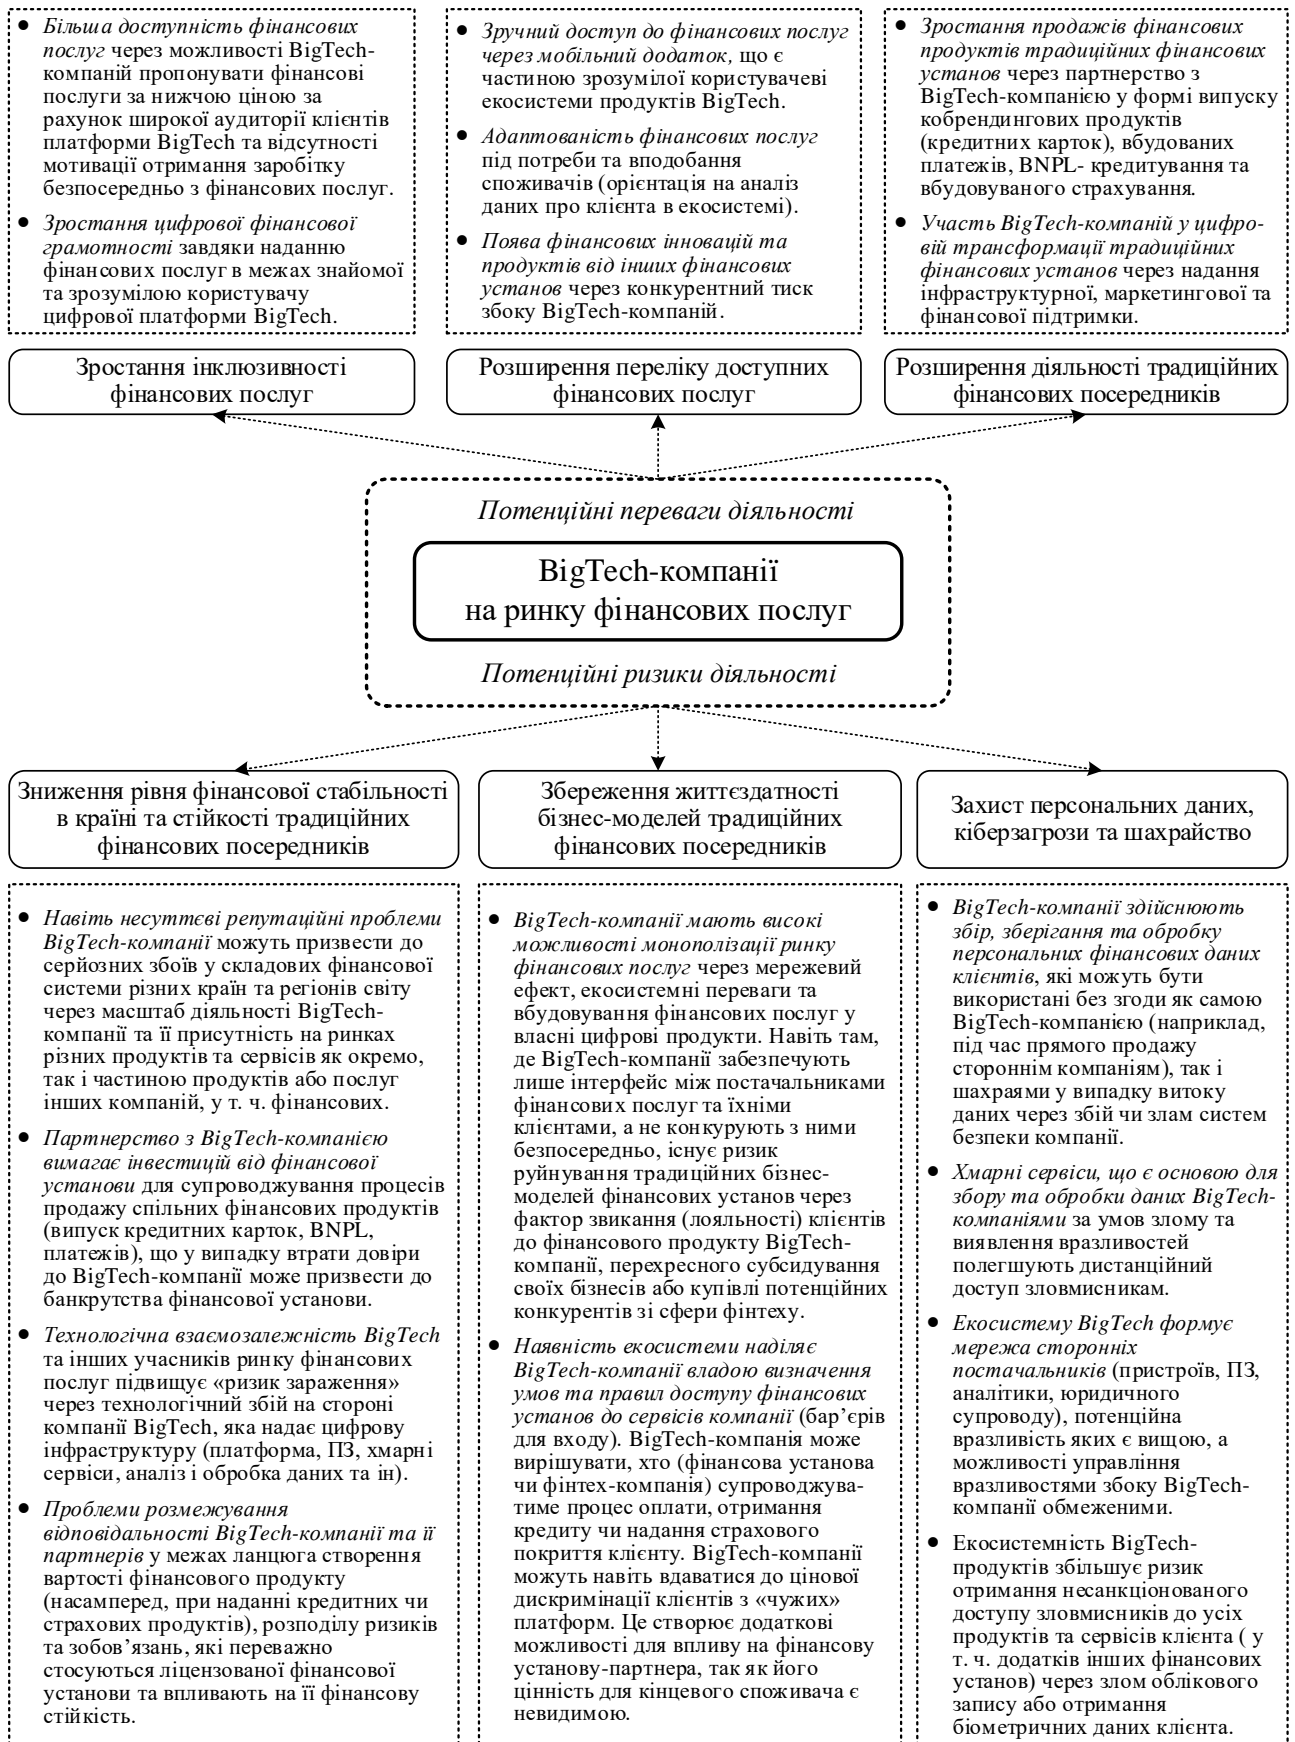 ● Більша доступність фінансових
послуг через можливості BigTech-
компаній пропонувати фінансові
послуги за нижчою ціною за
рахунок широкої аудиторії клієнтів
платформи BigTech та відсутності
мотивації отримання заробітку
безпосередньо з фінансових послуг.
● Зростання цифрової фінансової
грамотності завдяки наданню
фінансових послуг в межах знайомої
та зрозумілою користувачу
цифрової платформи BigTech.
● Зручний доступ до фінансових послуг
через мобільний додаток, що є
частиною зрозумілої користувачеві
екосистеми продуктів BigTech.
● Адаптованість фінансових послуг
під потреби та вподобання
споживачів (орієнтація на аналіз
даних про клієнта в екосистемі).
● Поява фінансових інновацій та
продуктів від інших фінансових
установ через конкурентний тиск
збоку BigTech-компаній.
● Зростання продажів фінансових
продуктів традиційних фінансових
установ через партнерство з
BigTech-компанією у формі випуску
кобрендингових продуктів
(кредитних карток), вбудованих
платежів, BNPL- кредитування та
вбудовуваного страхування.
● Участь BigTech-компаній у цифро-
вій трансформації традиційних
фінансових установ через надання
інфраструктурної, маркетингової та
фінансової підтримки.
Зростання інклюзивності
фінансових послуг
Розширення переліку доступних
фінансових послуг
Розширення діяльності традиційних
фінансових посередників
Потенційні переваги діяльності
BigTech-компанії
на ринку фінансових послуг
Потенційні ризики діяльності
Зниження рівня фінансової стабільності
в країні та стійкості традиційних
фінансових посередників
Збереження життєздатності
бізнес-моделей традиційних
фінансових посередників
Захист персональних даних,
кіберзагрози та шахрайство
● Навіть несуттєві репутаційні проблеми
BigTech-компанії можуть призвести до
серйозних збоїв у складових фінансової
системи різних країн та регіонів світу
через масштаб діяльності BigTech-
компанії та її присутність на ринках
різних продуктів та сервісів як окремо,
так і частиною продуктів або послуг
інших компаній, у т. ч. фінансових.
● Партнерство з BigTech-компанією
вимагає інвестицій від фінансової
установи для супроводжування процесів
продажу спільних фінансових продуктів
(випуск кредитних карток, BNPL,
платежів), що у випадку втрати довіри
до BigTech-компанії може призвести до
банкрутства фінансової установи.
● Технологічна взаємозалежність BigTech
та інших учасників ринку фінансових
послуг підвищує «ризик зараження»
через технологічний збій на стороні
компанії BigTech, яка надає цифрову
інфраструктуру (платформа, ПЗ, хмарні
сервіси, аналіз і обробка даних та ін).
● Проблеми розмежування
відповідальності BigTech-компанії та її
партнерів у межах ланцюга створення
вартості фінансового продукту
(насамперед, при наданні кредитних чи
страхових продуктів), розподілу ризиків
та зобов’язань, які переважно
стосуються ліцензованої фінансової
установи та впливають на її фінансову
стійкість.
● BigTech-компанії мають високі
можливості монополізації ринку
фінансових послуг через мережевий
ефект, екосистемні переваги та
вбудовування фінансових послуг у
власні цифрові продукти. Навіть там,
де BigTech-компанії забезпечують
лише інтерфейс між постачальниками
фінансових послуг та їхніми
клієнтами, а не конкурують з ними
безпосередньо, існує ризик
руйнування традиційних бізнес-
моделей фінансових установ через
фактор звикання (лояльності) клієнтів
до фінансового продукту BigTech-
компанії, перехресного субсидування
своїх бізнесів або купівлі потенційних
конкурентів зі сфери фінтеху.
● Наявність екосистеми наділяє
BigTech-компанії владою визначення
умов та правил доступу фінансових
установ до сервісів компанії (бар’єрів
для входу). BigTech-компанія може
вирішувати, хто (фінансова установа
чи фінтех-компанія) супроводжува-
тиме процес оплати, отримання
кредиту чи надання страхового
покриття клієнту. BigTech-компанії
можуть навіть вдаватися до цінової
дискримінації клієнтів з «чужих»
платформ. Це створює додаткові
можливості для впливу на фінансову
установу-партнера, так як його
цінність для кінцевого споживача є
невидимою.
● BigTech-компанії здійснюють
збір, зберігання та обробку
персональних фінансових даних
клієнтів, які можуть бути
використані без згоди як самою
BigTech-компанією (наприклад,
під час прямого продажу
стороннім компаніям), так і
шахраями у випадку витоку
даних через збій чи злам систем
безпеки компанії.
● Хмарні сервіси, що є основою для
збору та обробки даних BigTech-
компаніями за умов злому та
виявлення вразливостей
полегшують дистанційний
доступ зловмисникам.
● Екосистему BigTech формує
мережа сторонніх
постачальників (пристроїв, ПЗ,
аналітики, юридичного
супроводу), потенційна
вразливість яких є вищою, а
можливості управління
вразливостями збоку BigTech-
компанії обмеженими.
● Екосистемність BigTech-
продуктів збільшує ризик
отримання несанкціонованого
доступу зловмисників до усіх
продуктів та сервісів клієнта ( у
т. ч. додатків інших фінансових
установ) через злом облікового
запису або отримання
біометричних даних клієнта.